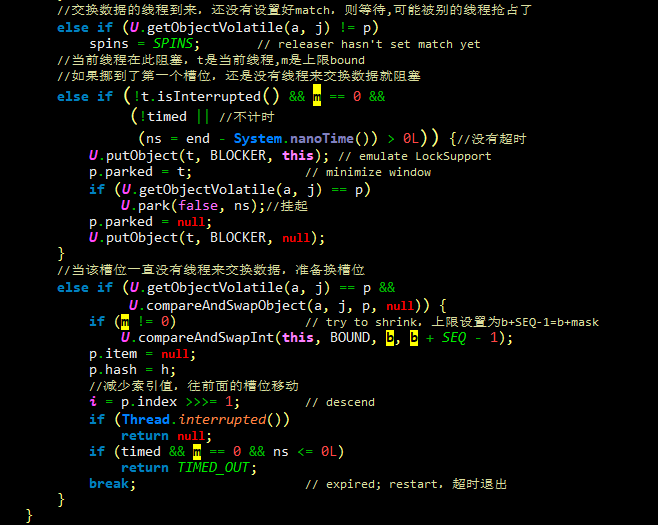 //交换数据的线程到来，还没有设置好match，则等待,可能被别的线程抢占了
else if (U.getObjectVolatile(a, j) != p)
    spins = SPINS;       // releaser hasn't set match yet
//当前线程在此阻塞，t是当前线程,m是上限bound
//如果挪到了第一个槽位，还是没有线程来交换数据就阻塞
else if (!t.isInterrupted() && m == 0 &&
         (!timed || //不计时
          (ns = end - System.nanoTime()) > 0L)) {//没有超时
    U.putObject(t, BLOCKER, this); // emulate LockSupport
    p.parked = t;              // minimize window
    if (U.getObjectVolatile(a, j) == p)
        U.park(false, ns);//挂起
    p.parked = null;
    U.putObject(t, BLOCKER, null);
}
//当该槽位一直没有线程来交换数据，准备换槽位
else if (U.getObjectVolatile(a, j) == p &&
         U.compareAndSwapObject(a, j, p, null)) {
    if (m != 0)                // try to shrink，上限设置为b+SEQ-1=b+mask
        U.compareAndSwapInt(this, BOUND, b, b + SEQ - 1);
    p.item = null;
    p.hash = h;
    //减少索引值，往前面的槽位移动
    i = p.index >>>= 1;        // descend
    if (Thread.interrupted())
        return null;
    if (timed && m == 0 && ns <= 0L)
        return TIMED_OUT;
    break;                     // expired; restart，超时退出
}
}